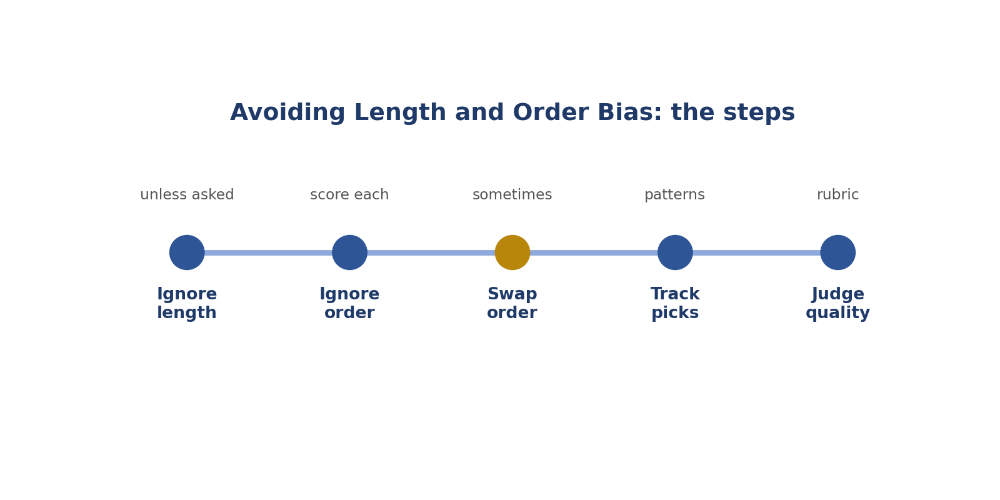 Avoiding Length and Order Bias: the steps
unless asked
score each
sometimes
patterns
rubric
Ignore
length
Ignore
order
Swap
order
Track
picks
Judge
quality